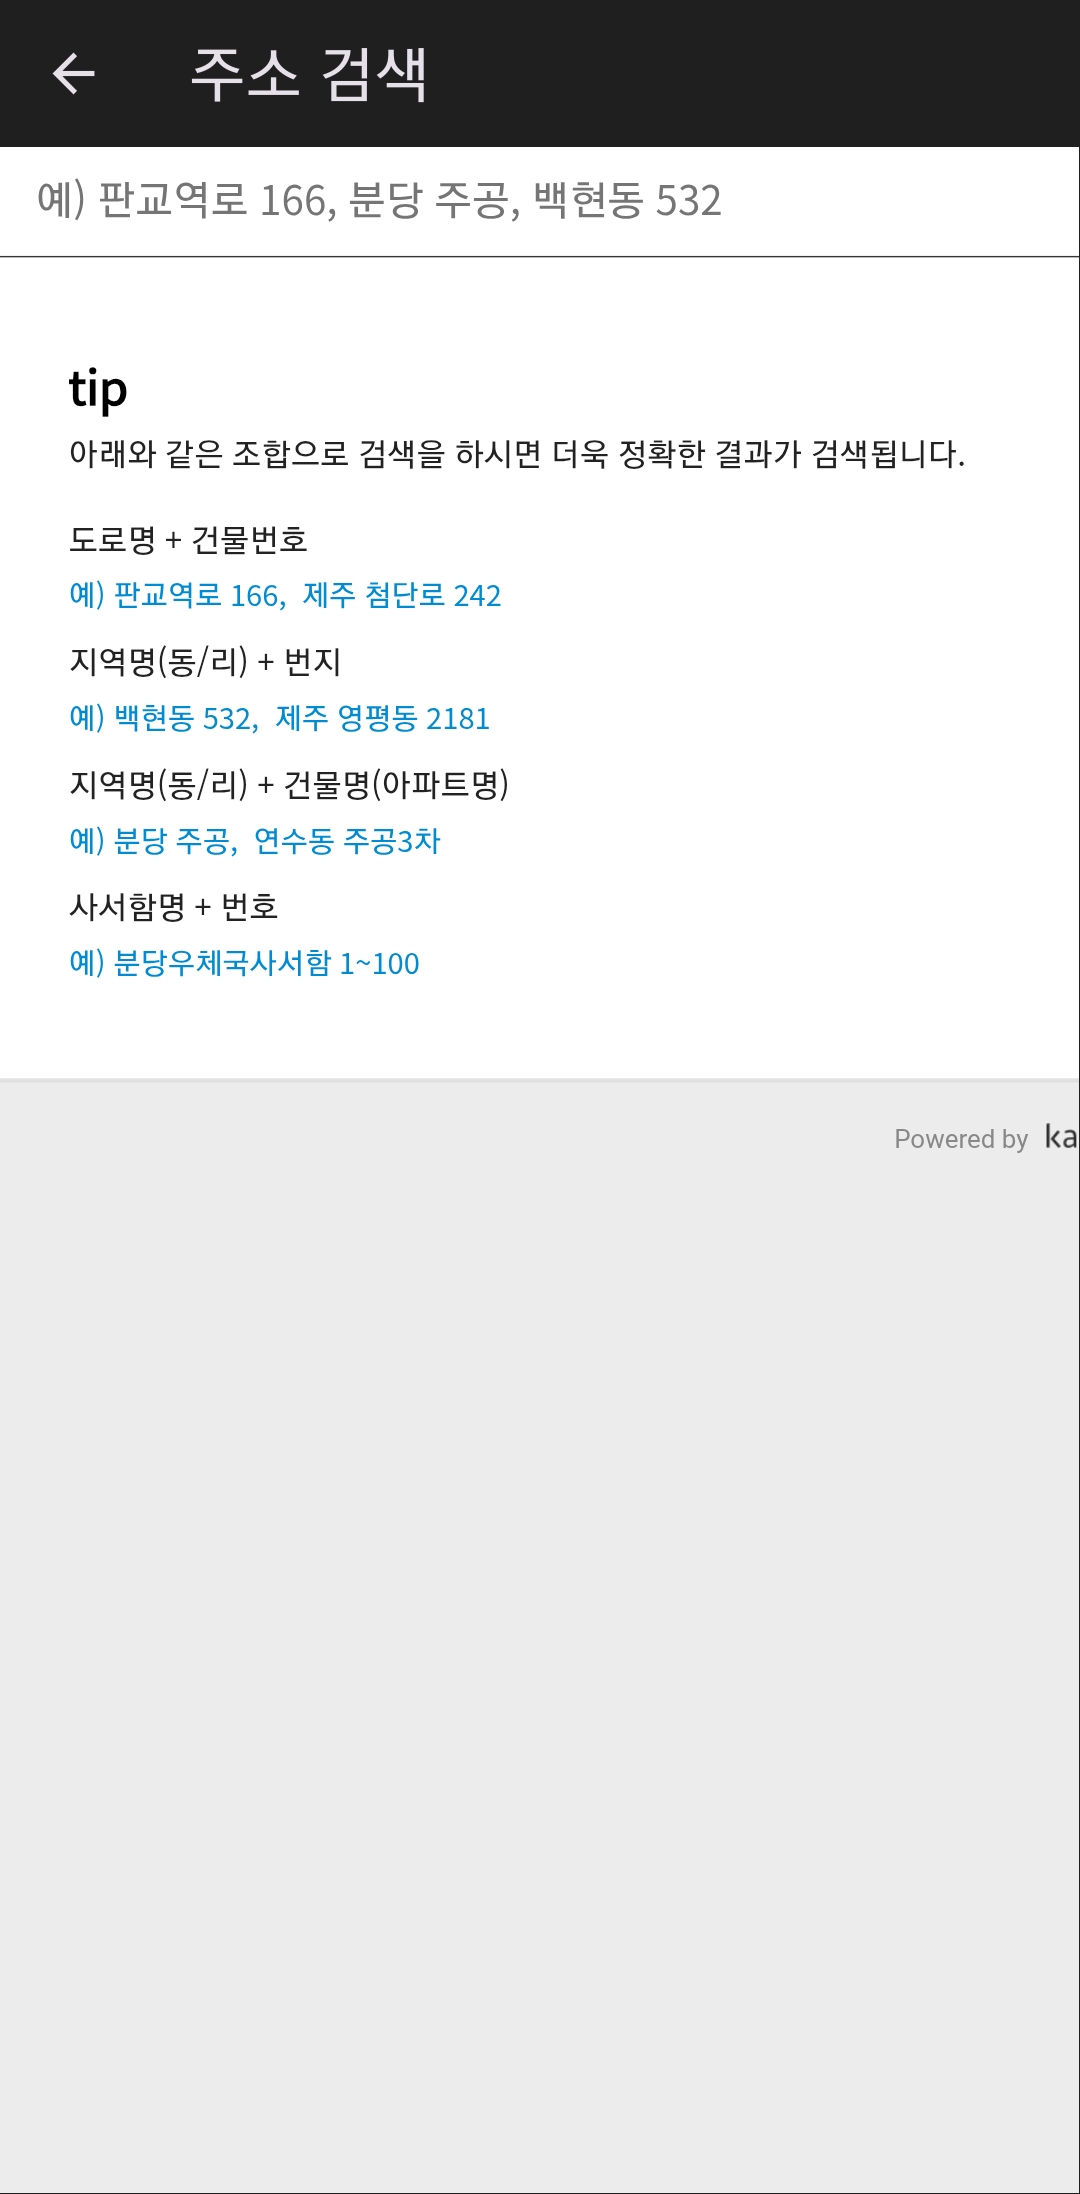 주소 검색
예) 판교역로 166, 분당 주공, 백현동 532
tip
아래와 같은 조합으로 검색을 하시면 더욱 정확한 결과가 검색됩니다.
도로명 + 건물번호
예) 판교역로 166, 제주 첨단로 242
지역명(동/리) + 번지
예) 백현동 532, 제주 영평동 2181
지역명(동/리) + 건물명(아파트명)
예) 분당 주공, 연수동 주공3차
사서함명 + 번호
예) 분당우체국사서함 1~100
Powered by ka